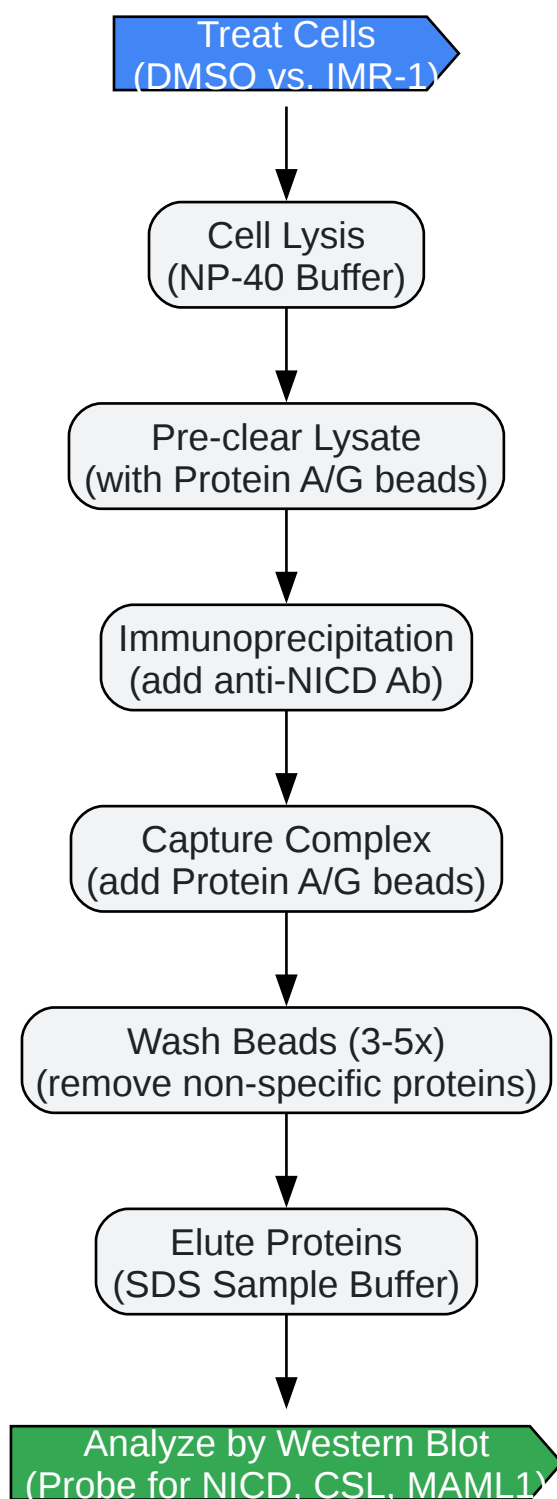 Treat Cells
(DMSO vs. IMR-1)
Cell Lysis
(NP-40 Buffer)
Pre-clear Lysate
(with Protein A/G beads)
Immunoprecipitation
(add anti-NICD Ab)
Capture Complex
(add Protein A/G beads)
Wash Beads (3-5x)
(remove non-specific proteins)
Elute Proteins
(SDS Sample Buffer)
Analyze by Western Blot
(Probe for NICD, CSL, MAML1)